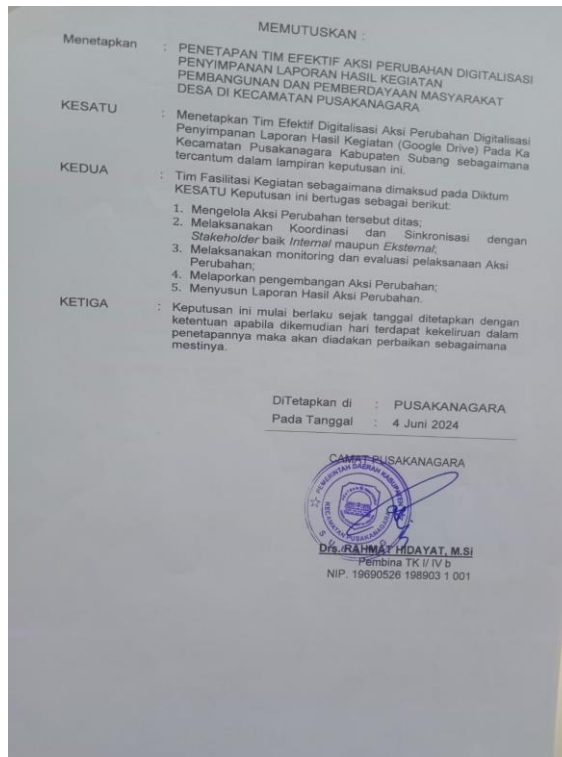 MEMUTUSKAN :
Menetapkan : PENETAPAN TIM EFEKTIF AKSI PERUBAHAN DIGITALISASI
PENYIMPANAN LAPORAN HASIL KEGIATAN
PEMBANGUNAN DAN PEMBERDAYAAN MASYARAKAT
DESA DI KECAMATAN PUSAKANAGARA
KESATU : Menetapkan Tim Efektif Digitalisasi Aksi Perubahan Digitalisasi
Penyimpanan Laporan Hasil Kegiatan (Google Drive) Pada Ka
Kecamatan Pusakanagara Kabupaten Subang sebagaimana
tercantum dalam lampiran keputusan ini.
KEDUA : Tim Fasilitasi Kegiatan sebagaimana dimaksud pada Diktum
KESATU Keputusan ini bertugas sebagai berikut:
1. Mengelola Aksi Perubahan tersebut ditas;
2. Melaksanakan Koordinasi dan Sinkronisasi dengan
Stakeholder baik Internal maupun Eksternal;
3. Melaksanakan monitoring dan evaluasi pelaksanaan Aksi
Perubahan;
4. Melaporkan pengembangan Aksi Perubahan;
5. Menyusun Laporan Hasil Aksi Perubahan.
KETIGA : Keputusan ini mulai berlaku sejak tanggal ditetapkan dengan
ketentuan apabila dikemudian hari terdapat kekeliruan dalam
penetapannya maka akan diadakan perbaikan sebagaimana
mestinya.
DiTetapkan di : PUSAKANAGARA
Pada Tanggal : 4 Juni 2024
CAMAT PUSAKANAGARA
PEMERINTAH DAERAH KABUPATEN
KECAMATAN PUSAKANAGARA
SUBANG
Drs. RAHMAT HIDAYAT, M.Si
Pembina TK I/ IV b
NIP. 19690526 198903 1 001